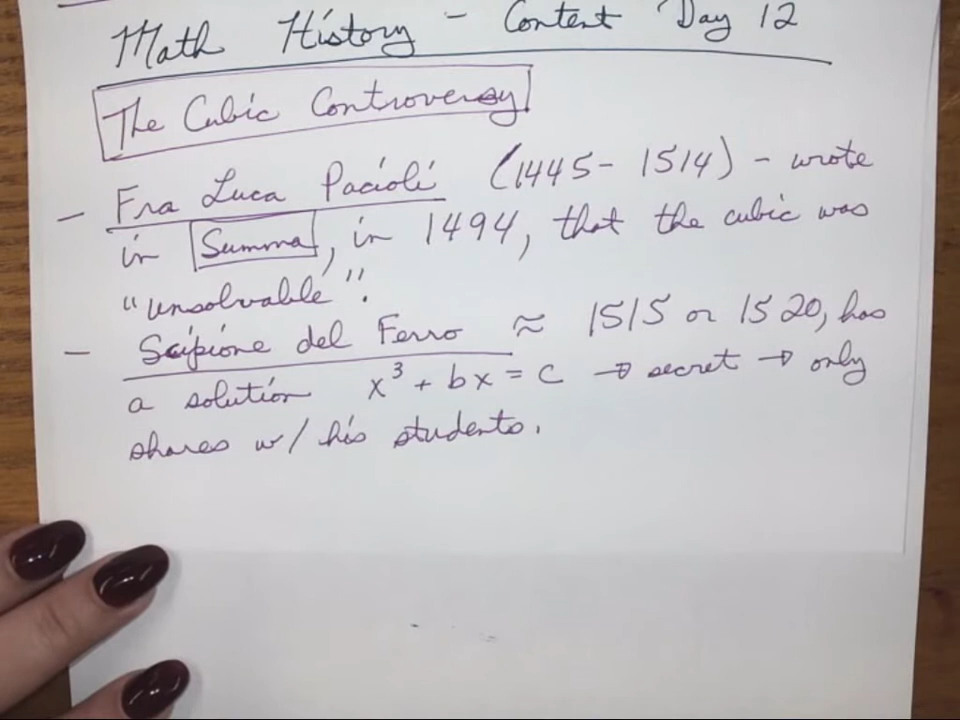 Math History - Content Day 12
The Cubic Controversy
- Fra Luca Pacioli (1445 - 1514) - wrote
in Summa, in 1494, that the cubic was
"unsolvable".
- Scipione del Ferro ≈ 1515 or 1520, has
a solution x³ + bx = c → secret → only
shares w/ his students.